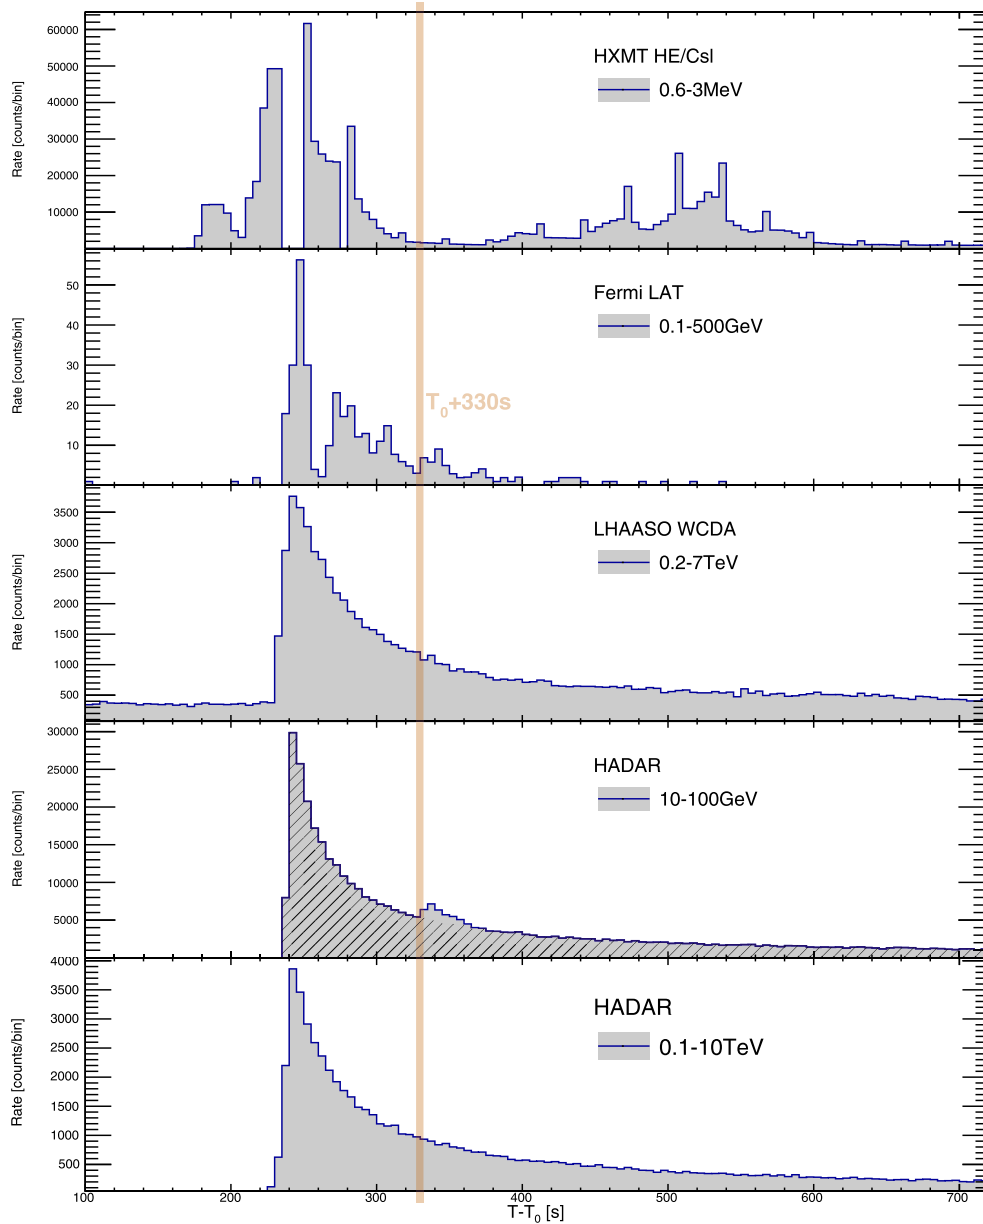 60000
50000
40000
30000
20000
10000
Rate [counts/bin]
HXMT HE/CsI
0.6-3MeV
50
40
30
20
10
Rate [counts/bin]
Fermi LAT
0.1-500GeV
T0+330s
3500
3000
2500
2000
1500
1000
500
Rate [counts/bin]
LHAASO WCDA
0.2-7TeV
30000
25000
20000
15000
10000
5000
Rate [counts/bin]
HADAR
10-100GeV
4000
3500
3000
2500
2000
1500
1000
500
Rate [counts/bin]
HADAR
0.1-10TeV
100 200 300 400 500 600 700
T-T0 [s]